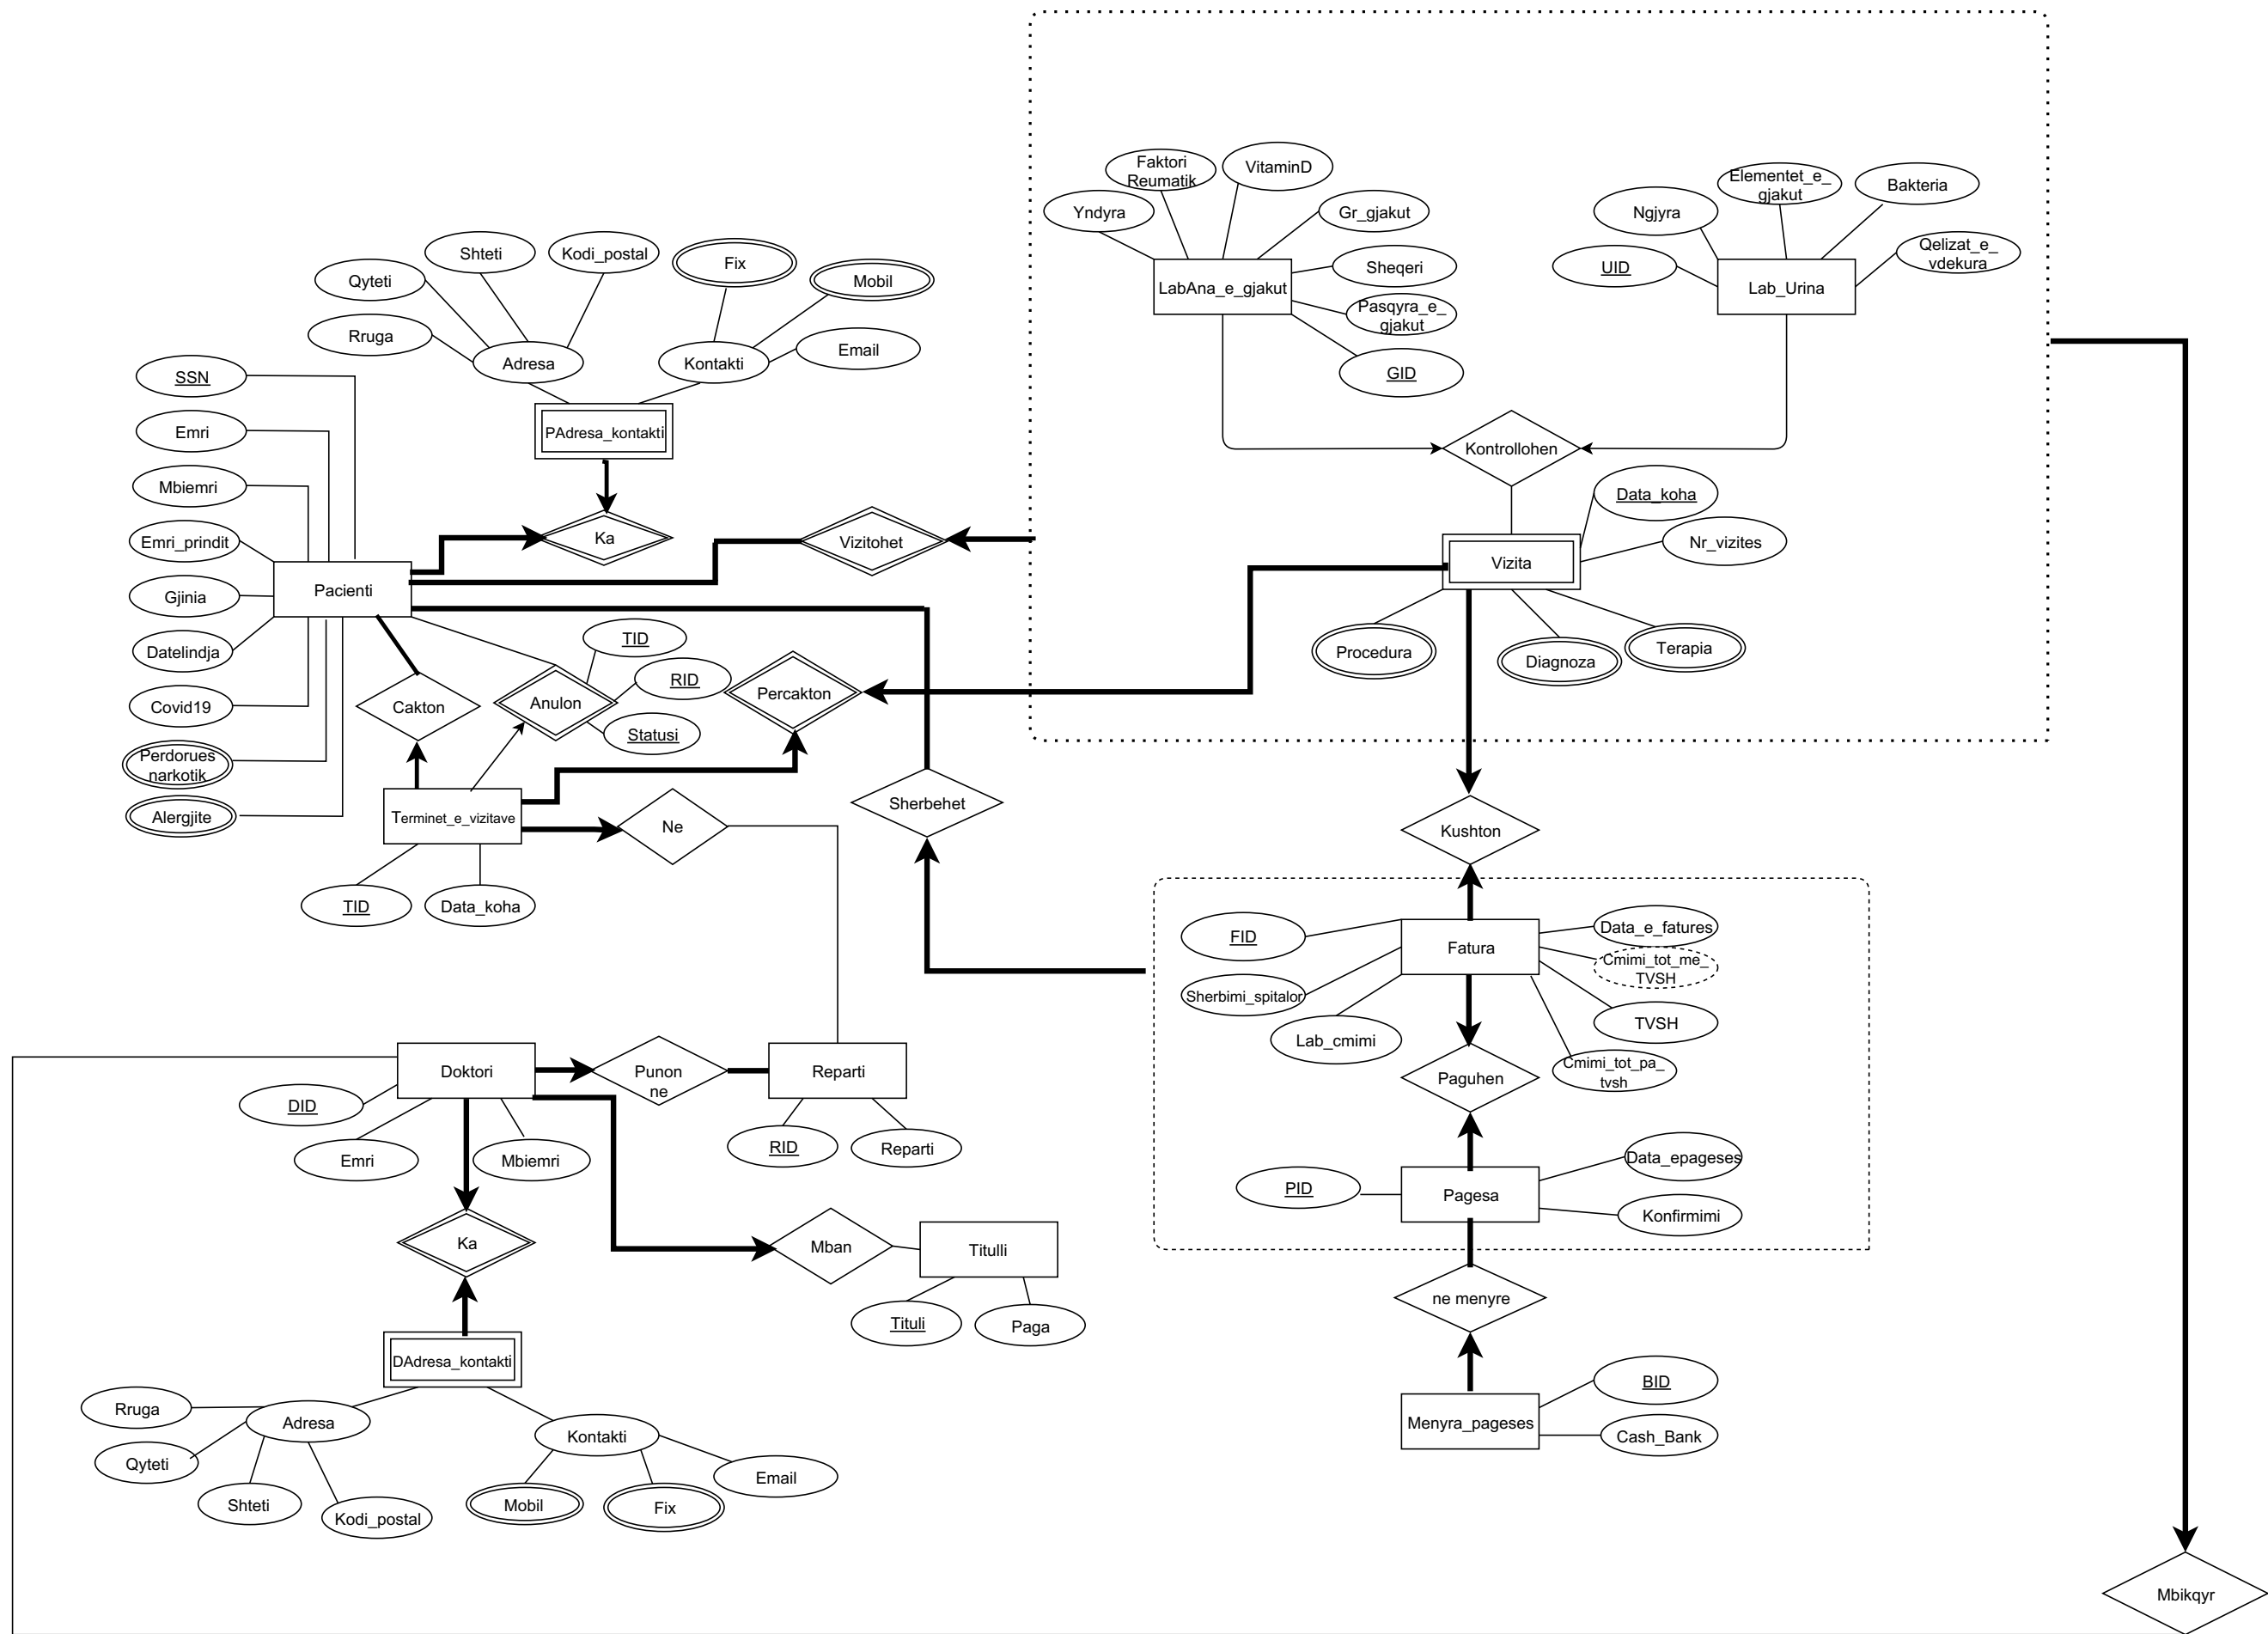 Faktori
Reumatik
VitaminD
Yndyra
Gr_gjakut
Sheqeri
LabAna_e_gjakut
Pasqyra_e_
gjakut
GID
Elementet_e_
gjakut
Bakteria
Ngjyra
UID
Qelizat_e_
vdekura
Lab_Urina
Kontrollohen
Data_koha
Nr_vizites
Vizita
Procedura
Diagnoza
Terapia
Shteti
Kodi_postal
Qyteti
Rruga
Adresa
Fix
Mobil
Kontakti
Email
PAdresa_kontakti
Ka
Vizitohet
SSN
Emri
Mbiemri
Emri_prindit
Gjinia
Datelindja
Covid19
Perdorues
narkotik
Alergjite
Pacienti
Cakton
Anulon
TID
RID
Statusi
Percakton
Terminet_e_vizitave
TID
Data_koha
Ne
Sherbehet
Kushton
FID
Fatura
Data_e_fatures
Cmimi_tot_me_
TVSH
Sherbimi_spitalor
TVSH
Lab_cmimi
Cmimi_tot_pa_
tvsh
Paguhen
PID
Pagesa
Data_epageses
Konfirmimi
ne menyre
BID
Menyra_pageses
Cash_Bank
Doktori
Punon
ne
Reparti
DID
Emri
Mbiemri
RID
Reparti
Ka
Mban
Titulli
Tituli
Paga
DAdresa_kontakti
Rruga
Adresa
Qyteti
Shteti
Kodi_postal
Kontakti
Mobil
Fix
Email
Mbikqyr